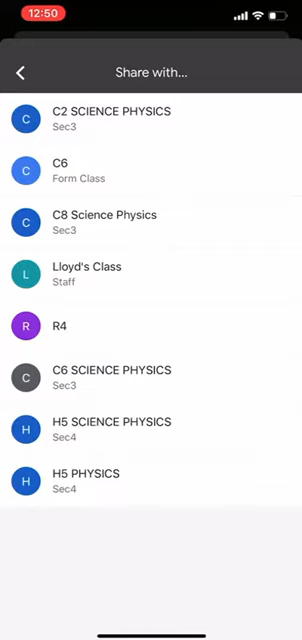 12:50
Share with...
C
C2 SCIENCE PHYSICS
Sec3
C
C6
Form Class
C
C8 Science Physics
Sec3
L
Lloyd's Class
Staff
R
R4
C
C6 SCIENCE PHYSICS
Sec3
H
H5 SCIENCE PHYSICS
Sec4
H
H5 PHYSICS
Sec4